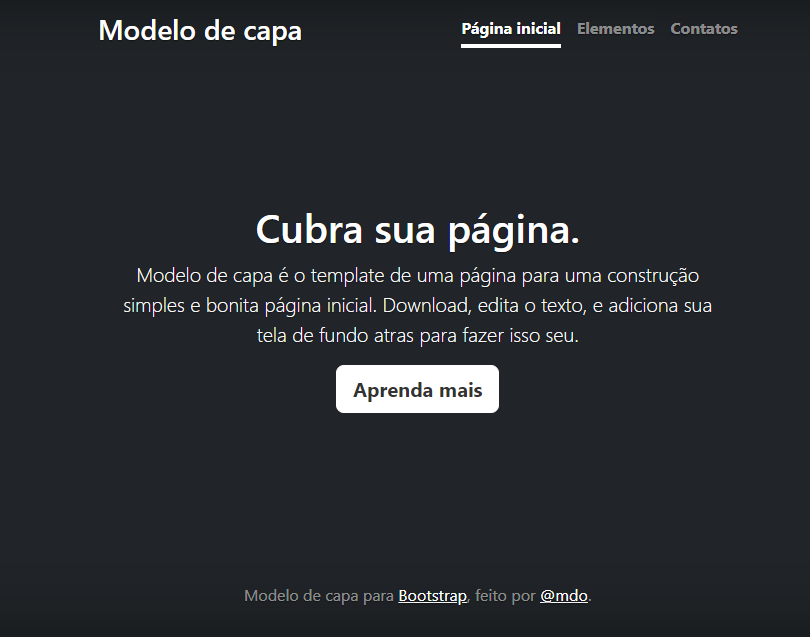 Modelo de capa
Página inicial Elementos Contatos
Cubra sua página.
Modelo de capa é o template de uma página para uma construção
simples e bonita página inicial. Download, edita o texto, e adiciona sua
tela de fundo atras para fazer isso seu.
Aprenda mais
Modelo de capa para Bootstrap, feito por @mdo.